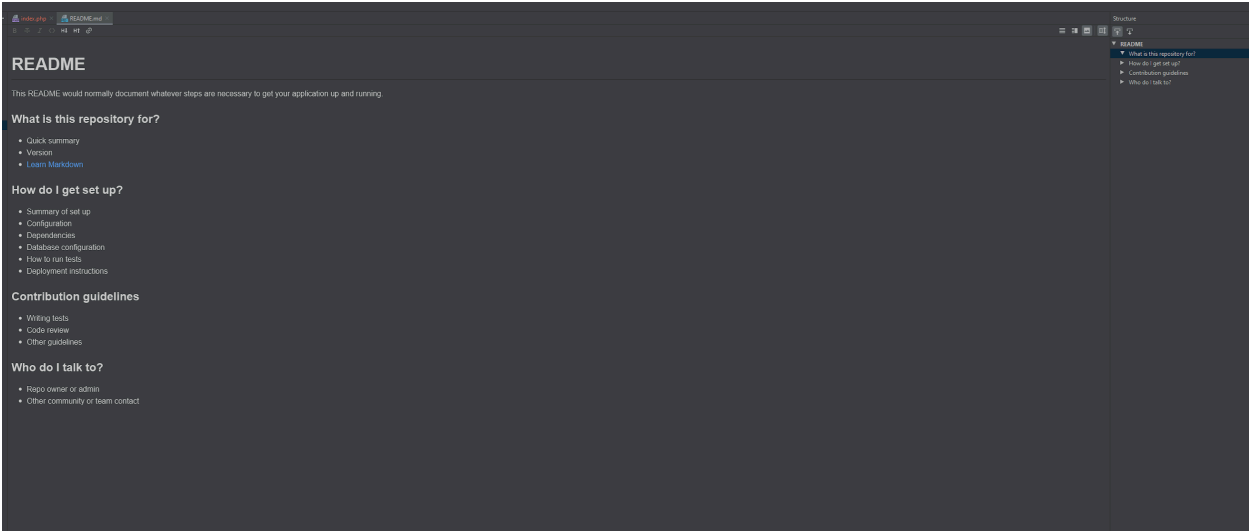 index.php
README.md
Structure
README
What is this repository for?
How do I get set up?
Contribution guidelines
Who do I talk to?
README
This README would normally document whatever steps are necessary to get your application up and running.
What is this repository for?
Quick summary
Version
Learn Markdown
How do I get set up?
Summary of set up
Configuration
Dependencies
Database configuration
How to run tests
Deployment instructions
Contribution guidelines
Writing tests
Code review
Other guidelines
Who do I talk to?
Repo owner or admin
Other community or team contact